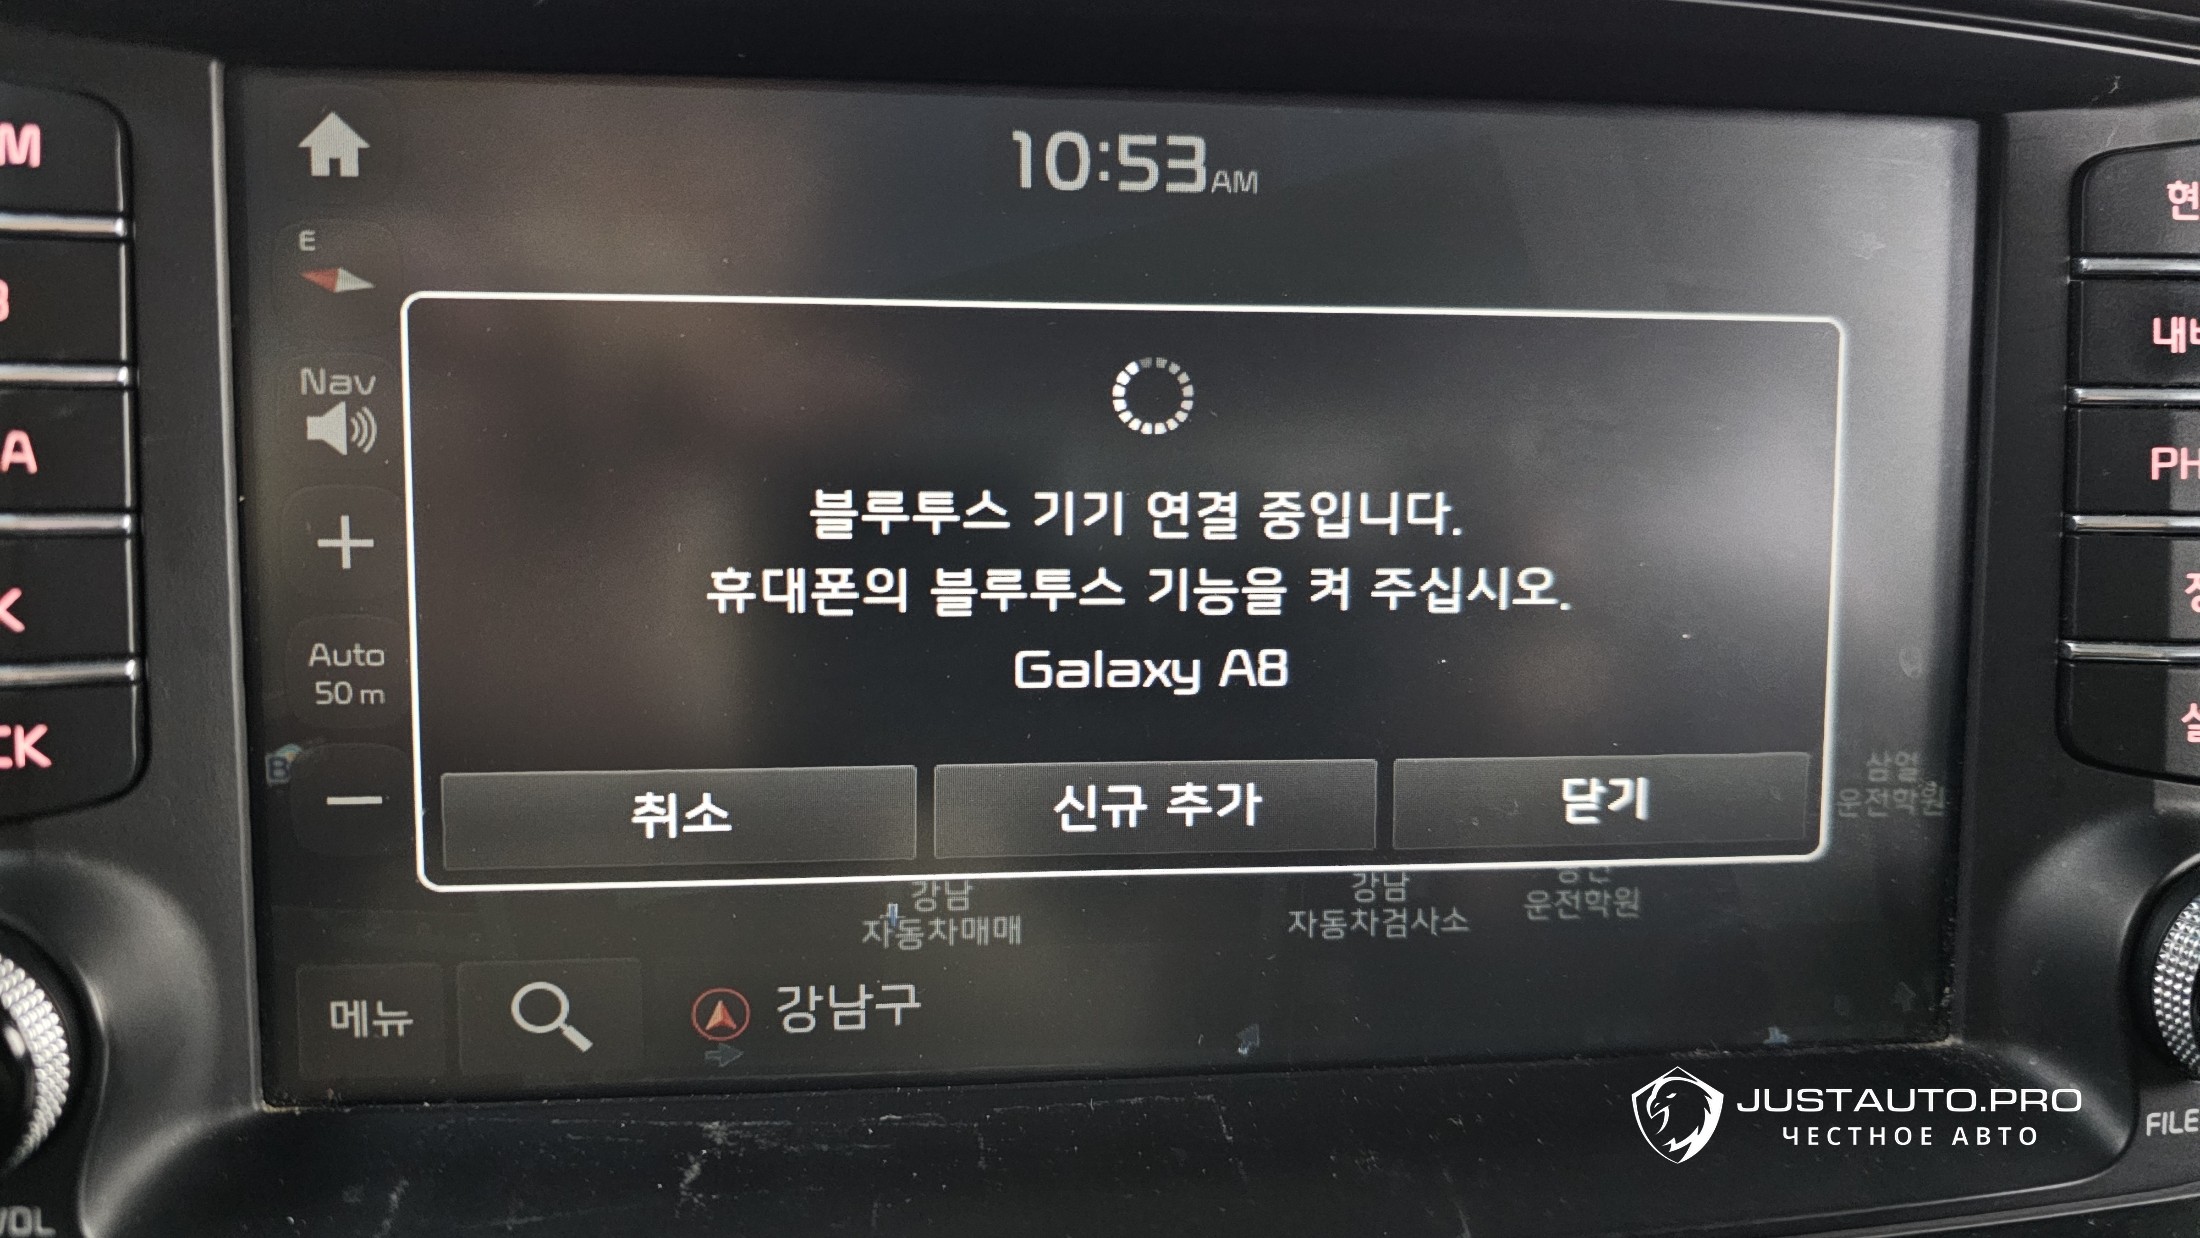 10:53 AM
E
Nav
Auto
50 m
블루투스 기기 연결 중입니다.
휴대폰의 블루투스 기능을 켜 주십시오.
Galaxy A8
취소
신규 추가
닫기
삼일
운전학원
강남
자동차매매
강남
자동차검사소
운전학원
메뉴
강남구
JUSTAUTO.PRO
ЧЕСТНОЕ АВТО
FILE
VOL